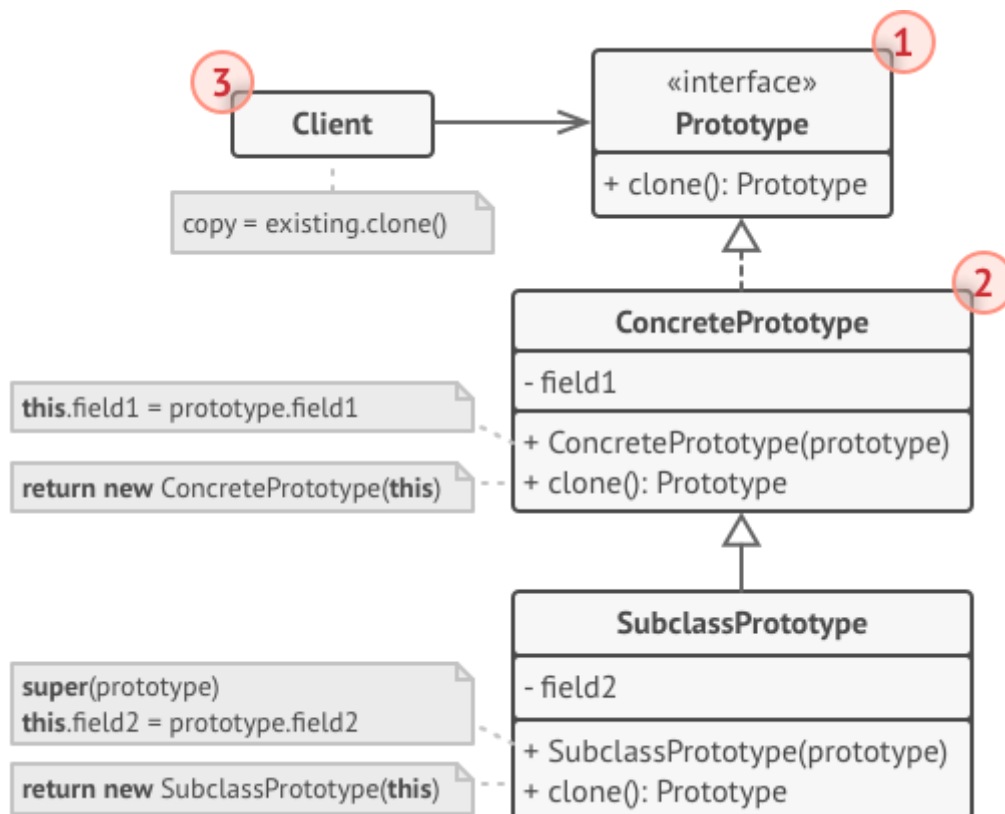 1
«interface»
Prototype
+ clone(): Prototype
3
Client
copy = existing.clone()
2
ConcretePrototype
- field1
+ ConcretePrototype(prototype)
+ clone(): Prototype
this.field1 = prototype.field1
return new ConcretePrototype(this)
SubclassPrototype
- field2
+ SubclassPrototype(prototype)
+ clone(): Prototype
super(prototype)
this.field2 = prototype.field2
return new SubclassPrototype(this)